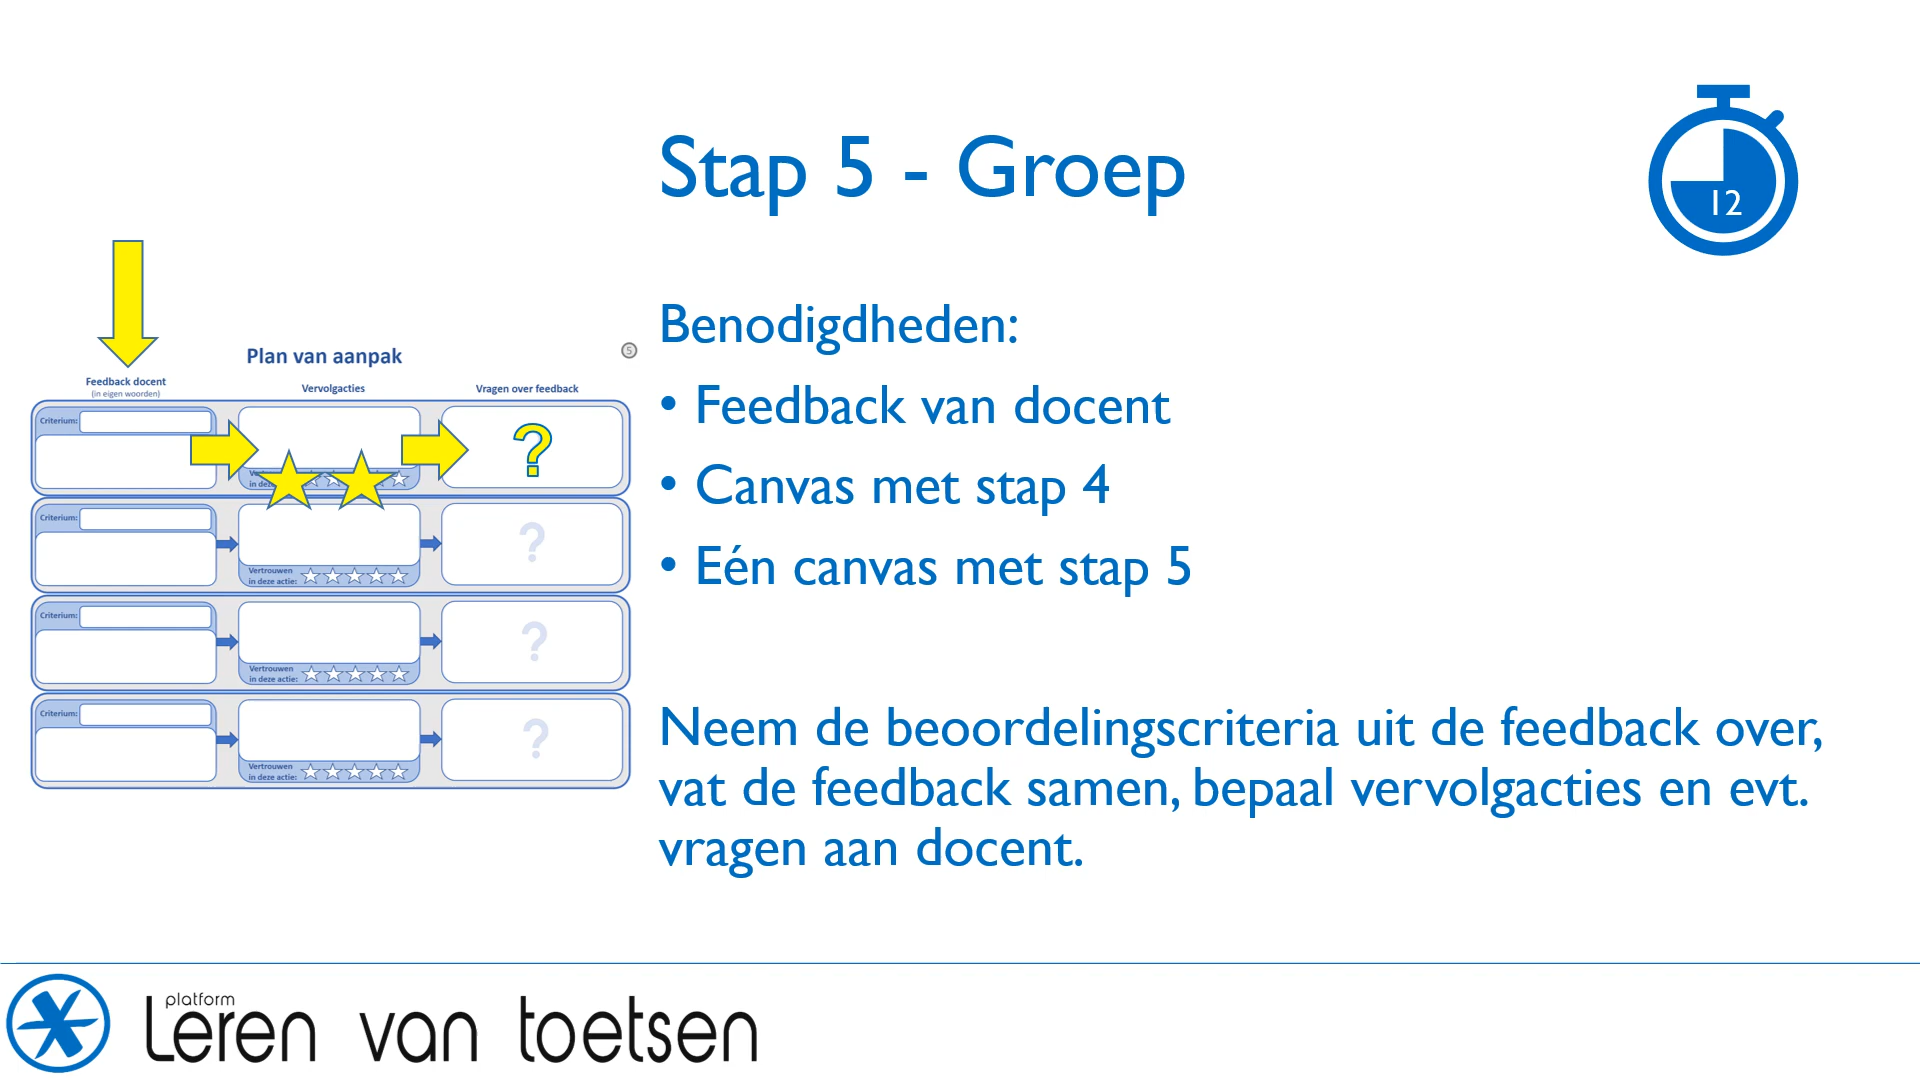 Stap 5 - Groep
12
Benodigdheden:
• Feedback van docent
• Canvas met stap 4
• Eén canvas met stap 5
Neem de beoordelingscriteria uit de feedback over,
vat de feedback samen, bepaal vervolgacties en evt.
vragen aan docent.
Plan van aanpak
5
Feedback docent
(in eigen woorden)
Vervolgacties
Vragen over feedback
Criterium:
?
Criterium:
Vertrouwen
in deze actie:
?
Criterium:
Vertrouwen
in deze actie:
?
Criterium:
Vertrouwen
in deze actie:
?
platform
Leren van toetsen